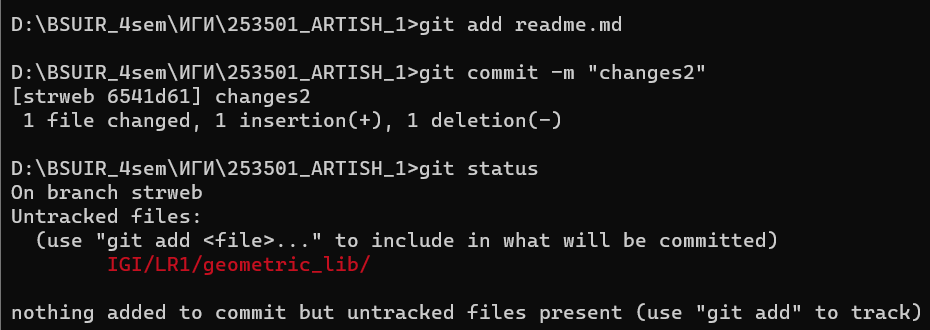 D:\BSUIR_4sem\ИГИ\253501_ARTISH_1>git add readme.md
D:\BSUIR_4sem\ИГИ\253501_ARTISH_1>git commit -m "changes2"
[strweb 6541d61] changes2
1 file changed, 1 insertion(+), 1 deletion(-)
D:\BSUIR_4sem\ИГИ\253501_ARTISH_1>git status
On branch strweb
Untracked files:
(use "git add <file>..." to include in what will be committed)
IGI/LR1/geometric_lib/
nothing added to commit but untracked files present (use "git add" to track)